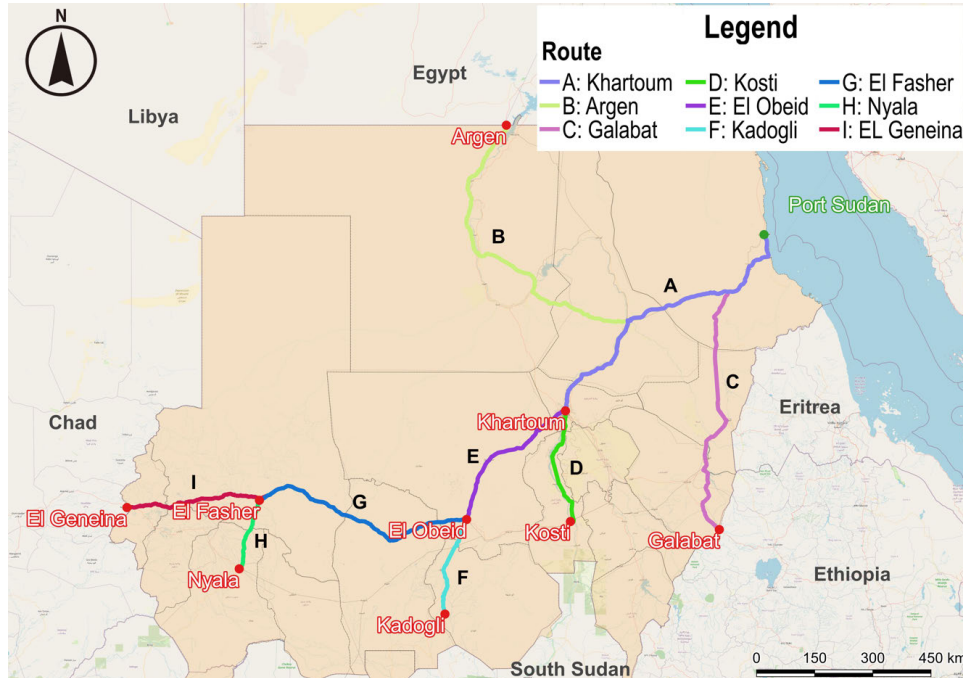 N
Legend
Route
A: Khartoum
D: Kosti
G: El Fasher
B: Argen
E: El Obeid
H: Nyala
C: Galabat
F: Kadogli
I: EL Geneina
Egypt
Libya
Argen
Port Sudan
B
A
C
Chad
Khartoum
Eritrea
E
D
I
G
El Geneina
El Fasher
El Obeid
Kosti
Galabat
H
Nyala
F
Ethiopia
Kadogli
South Sudan
0 150 300 450 km